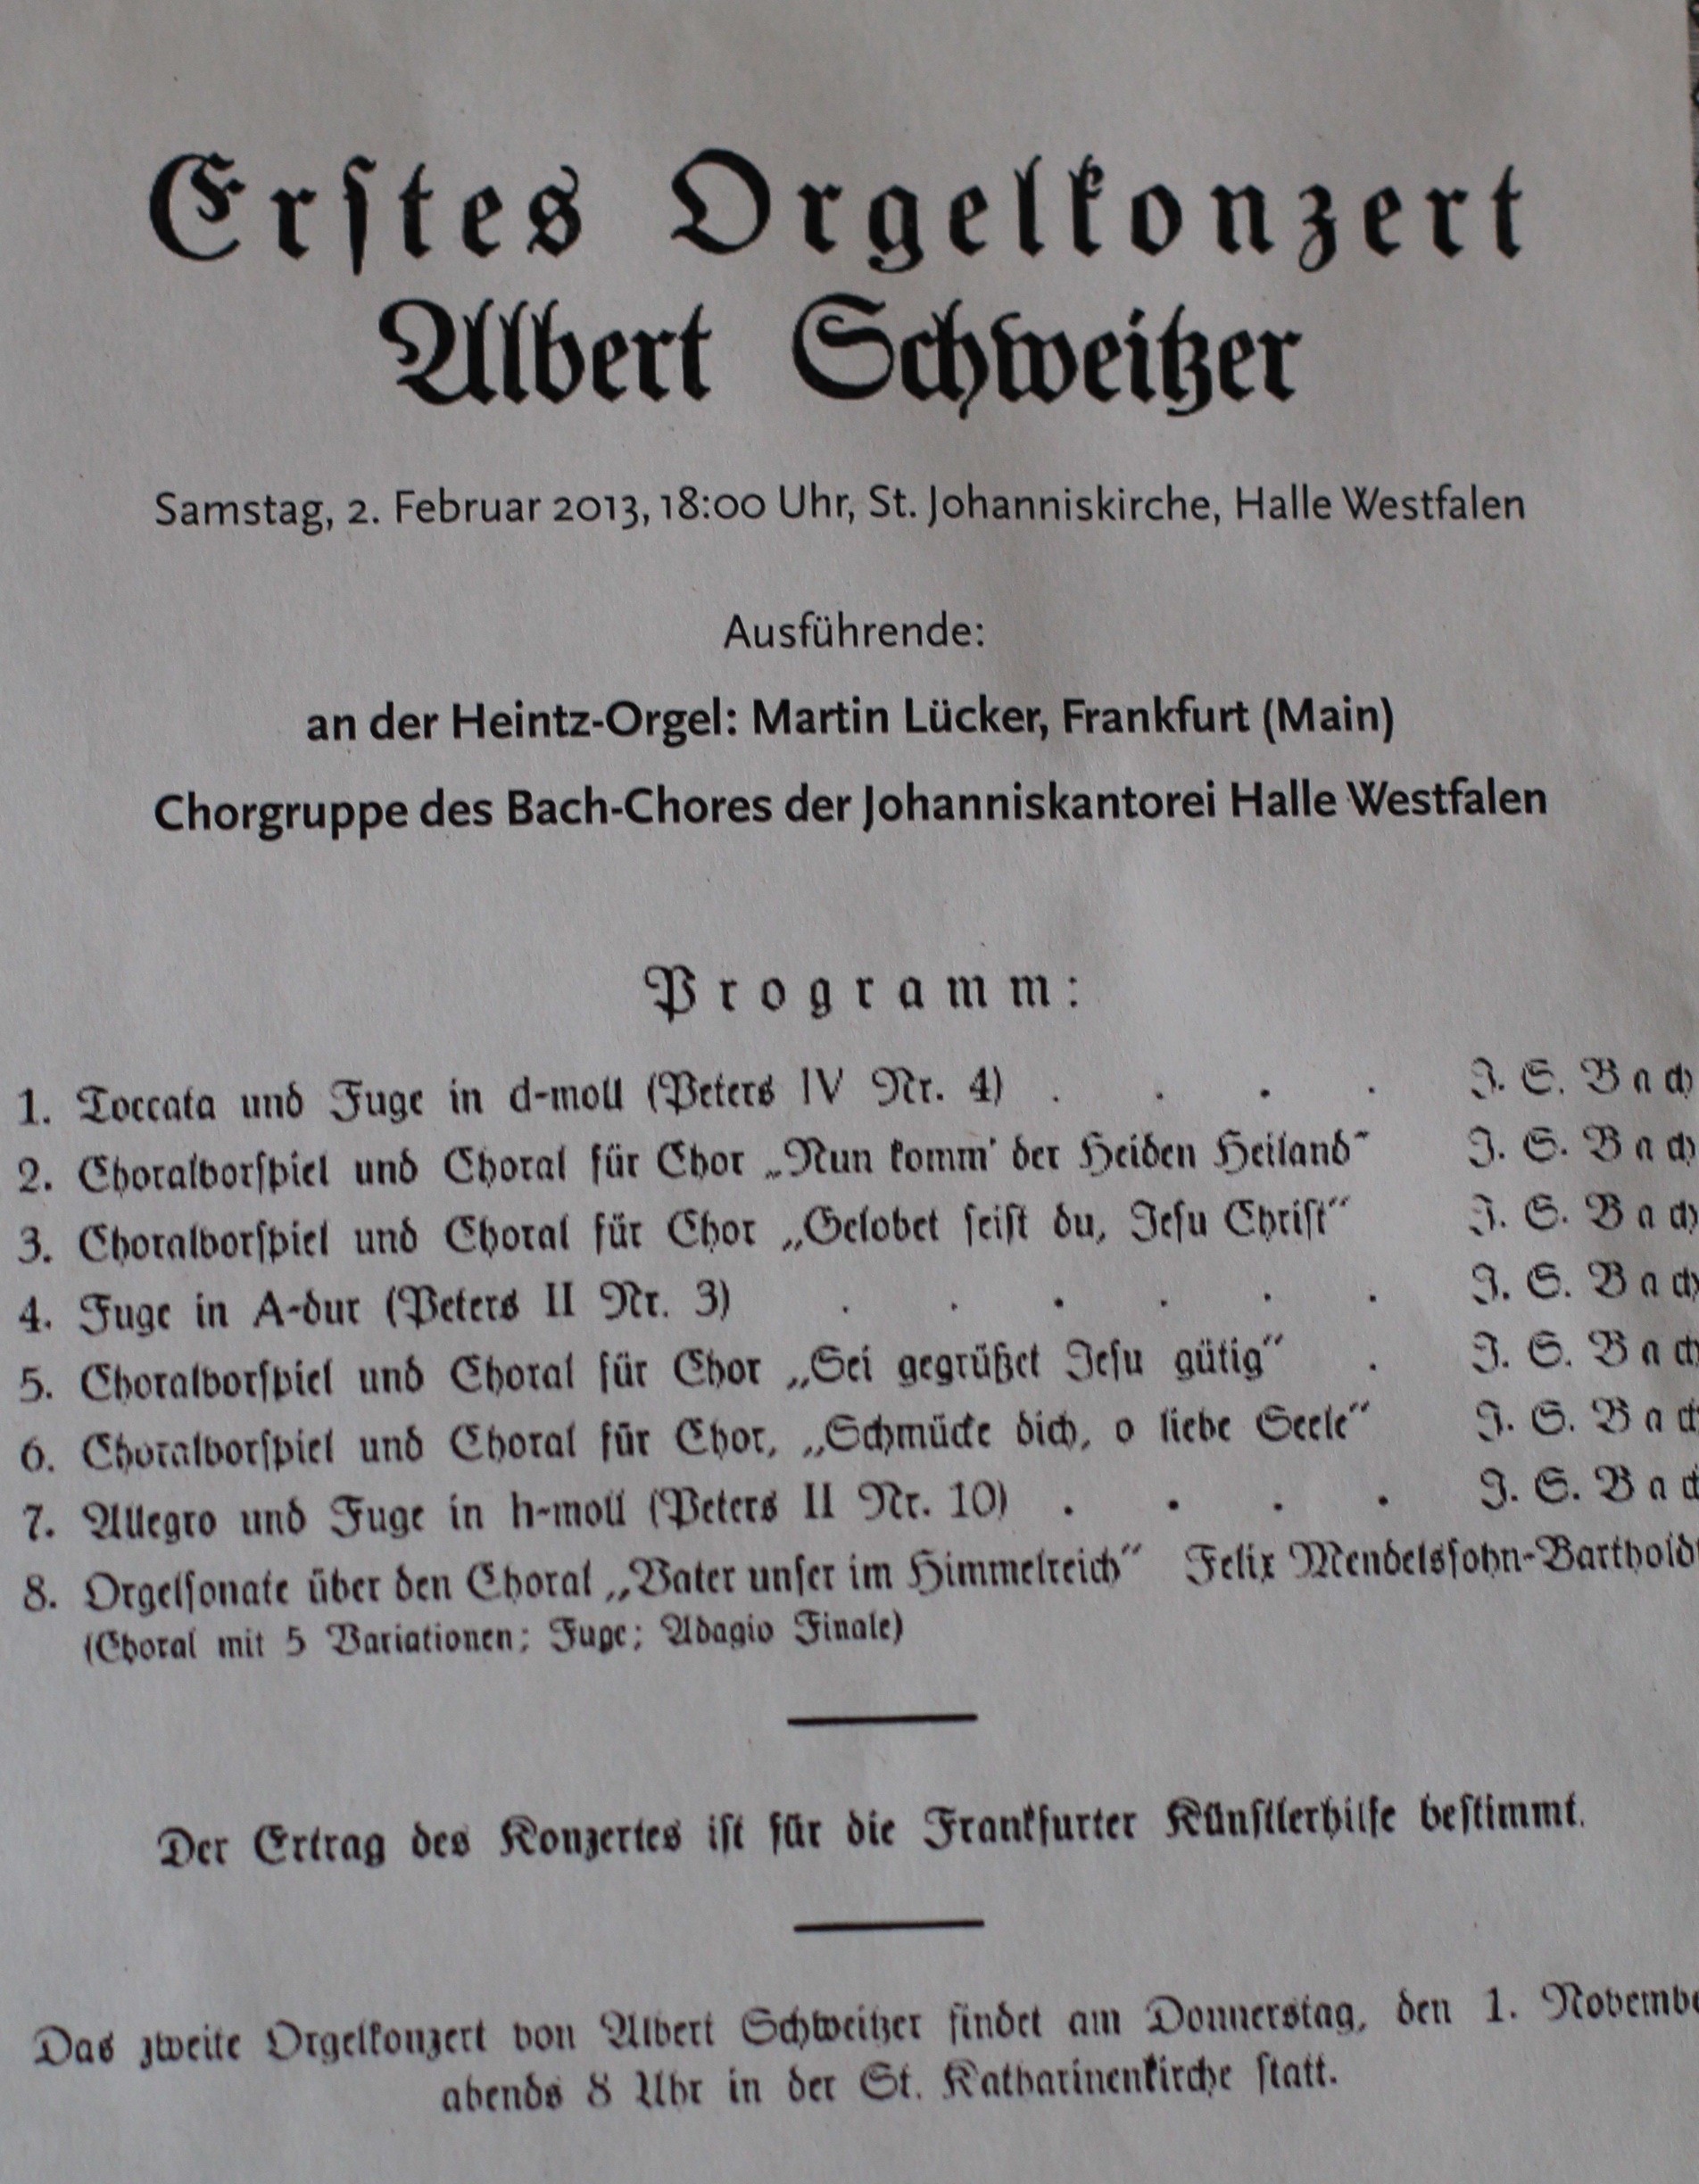 Erstes Orgelkonzert
Albert Schweitzer
Samstag, 2. Februar 2013, 18:00 Uhr, St. Johanniskirche, Halle Westfalen
Ausführende:
an der Heintz-Orgel: Martin Lücker, Frankfurt (Main)
Chorgruppe des Bach-Chores der Johanniskantorei Halle Westfalen
Programm:
1. Toccata und Fuge in d-moll (Peters IV Nr. 4) . . . . J. S. Bach
2. Choralvorspiel und Choral für Chor „Nun komm' der Heiden Heiland" J. S. Bach
3. Choralvorspiel und Choral für Chor „Gelobet seist du, Jesu Christ" J. S. Bach
4. Fuge in A-dur (Peters II Nr. 3) . . . . . . J. S. Bach
5. Choralvorspiel und Choral für Chor „Sei gegrüßet Jesu gütig" . J. S. Bach
6. Choralvorspiel und Choral für Chor, „Schmücke dich, o liebe Seele" J. S. Bach
7. Allegro und Fuge in h-moll (Peters II Nr. 10) . . . . J. S. Bach
8. Orgelsonate über den Choral „Vater unser im Himmelreich" Felix Mendelssohn-Barthold
(Choral mit 5 Variationen; Fuge; Adagio Finale)
Der Ertrag des Konzertes ist für die Frankfurter Künstlerhilfe bestimmt.
Das zweite Orgelkonzert von Albert Schweitzer findet am Donnerstag, den 1. Novembe
abends 8 Uhr in der St. Katharinenkirche statt.